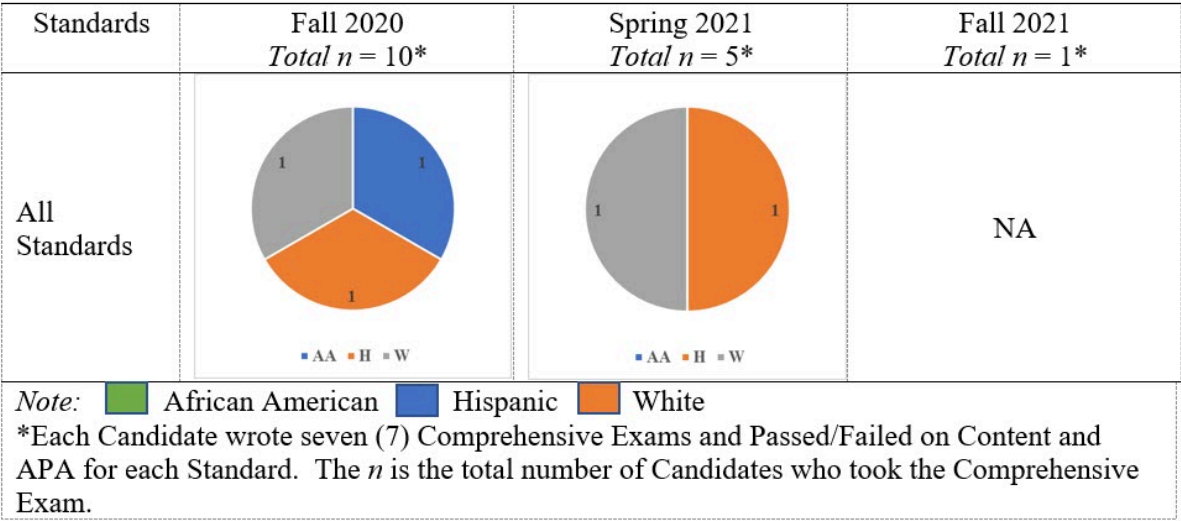 Standards
Fall 2020
Total n = 10*
Spring 2021
Total n = 5*
Fall 2021
Total n = 1*
All
Standards
1
1
1
AA H W
1
1
AA H W
NA
Note: African American Hispanic White
*Each Candidate wrote seven (7) Comprehensive Exams and Passed/Failed on Content and
APA for each Standard. The n is the total number of Candidates who took the Comprehensive
Exam.